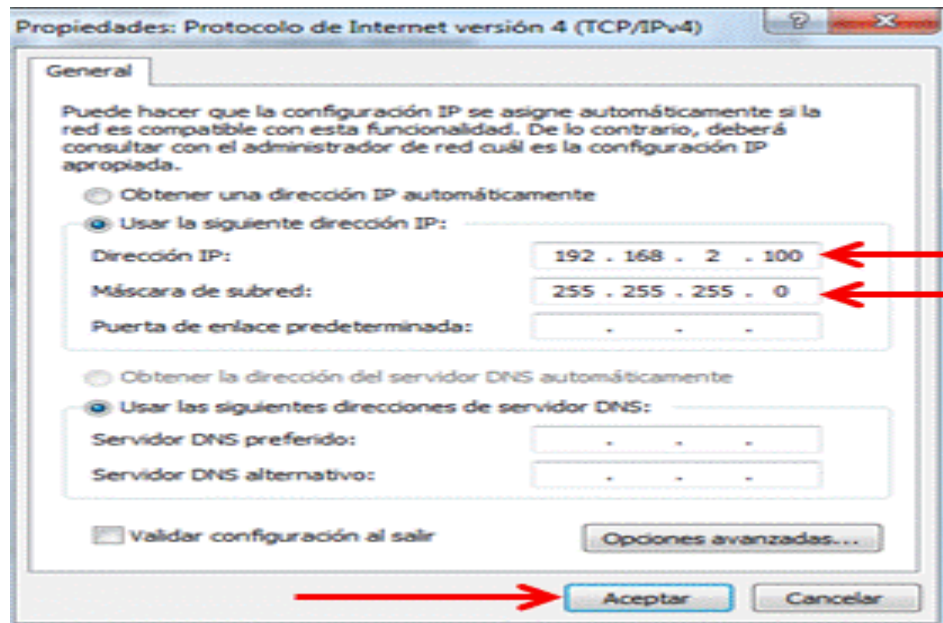 Propiedades: Protocolo de Internet versión 4 (TCP/IPv4)
General
Puede hacer que la configuración IP se asigne automáticamente si la
red es compatible con esta funcionalidad. De lo contrario, deberá
consultar con el administrador de red cuál es la configuración IP
apropiada.
Obtener una dirección IP automáticamente
Usar la siguiente dirección IP:
Dirección IP: 192 . 168 . 2 . 100
Máscara de subred: 255 . 255 . 255 . 0
Puerta de enlace predeterminada: . . .
Obtener la dirección del servidor DNS automáticamente
Usar las siguientes direcciones de servidor DNS:
Servidor DNS preferido: . . .
Servidor DNS alternativo: . . .
Validar configuración al salir Opciones avanzadas...
Aceptar Cancelar